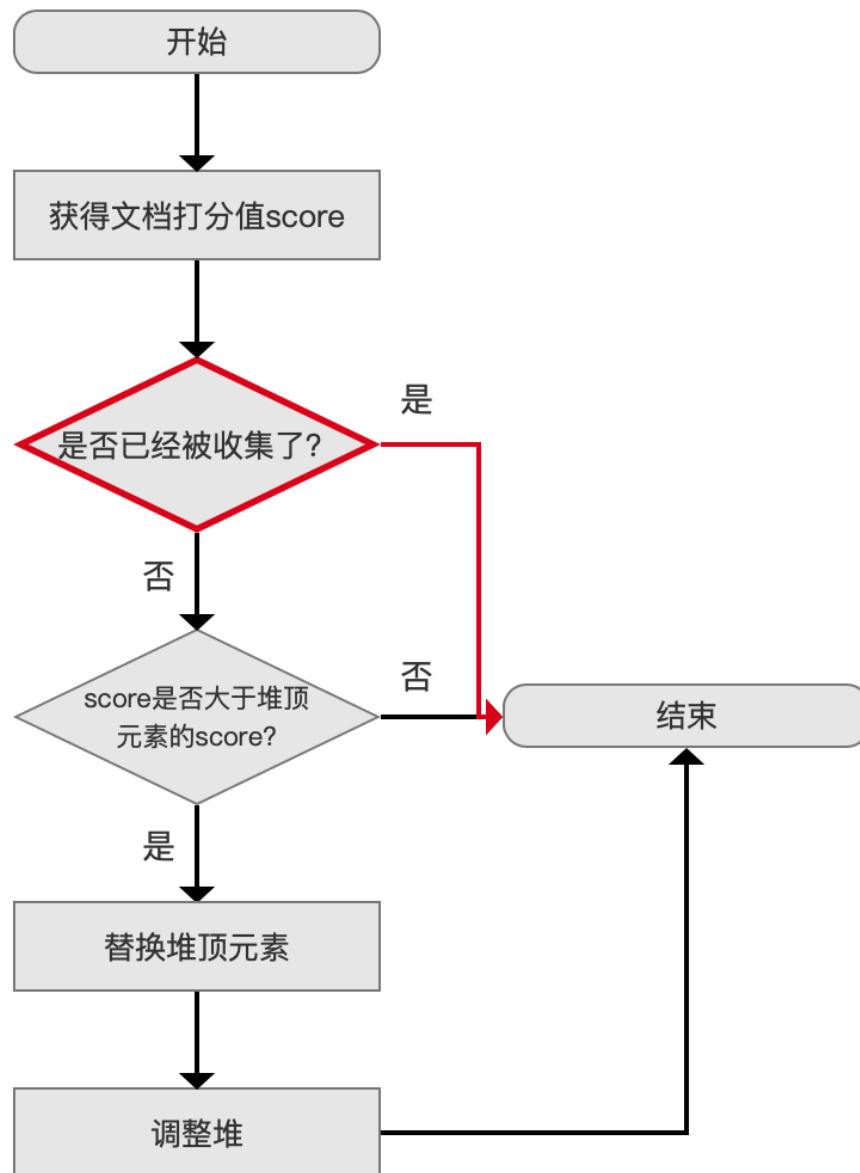 开始
获得文档打分值score
是
是否已经被收集了?
否
score是否大于堆顶
元素的score?
否
结束
是
替换堆顶元素
调整堆